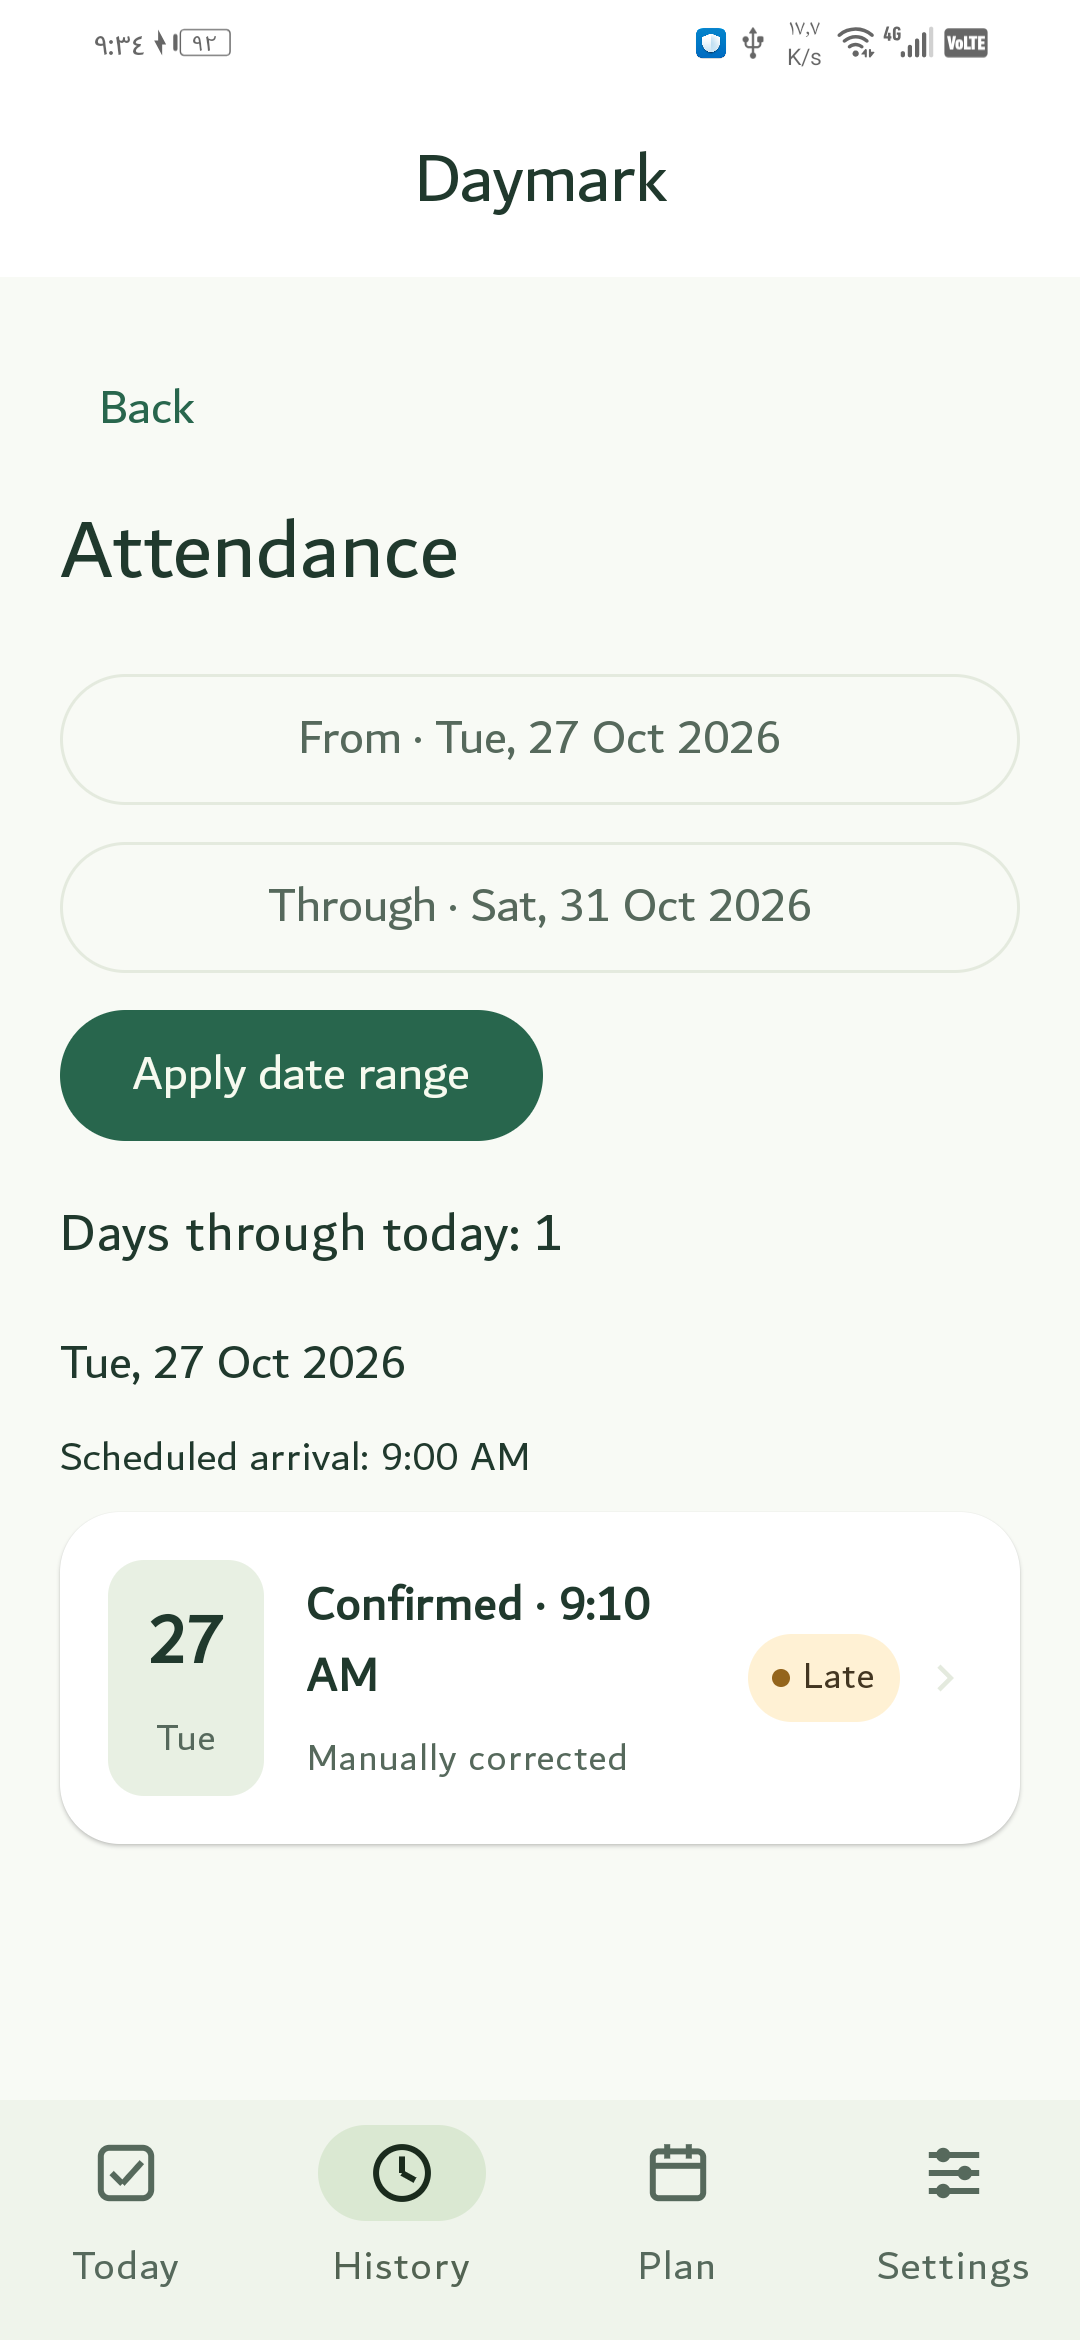 ٩:٣٤ ٩٢ ١٧,٧ K/s 4G VoLTE
Daymark
Back
Attendance
From · Tue, 27 Oct 2026
Through · Sat, 31 Oct 2026
Apply date range
Days through today: 1
Tue, 27 Oct 2026
Scheduled arrival: 9:00 AM
27
Tue
Confirmed · 9:10
AM
Manually corrected
Late
Today History Plan Settings